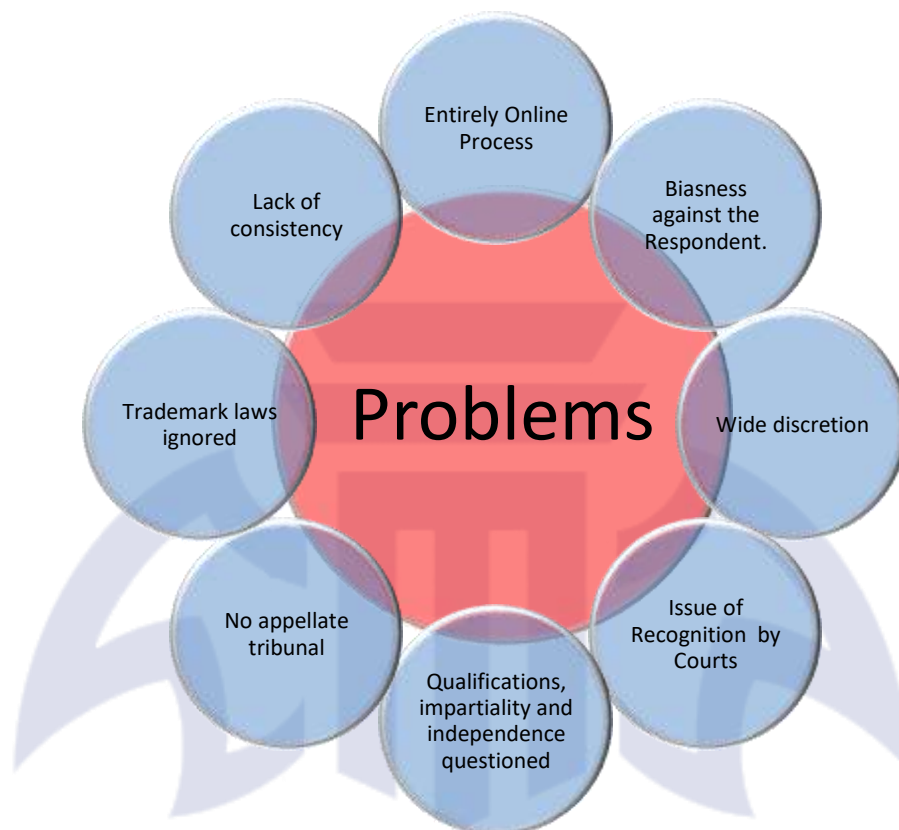 Entirely Online
Process
Biasness
against the
Respondent.
Wide discretion
Issue of
Recognition by
Courts
Qualifications,
impartiality and
independence
questioned
No appellate
tribunal
Trademark laws
ignored
Lack of
consistency
Problems